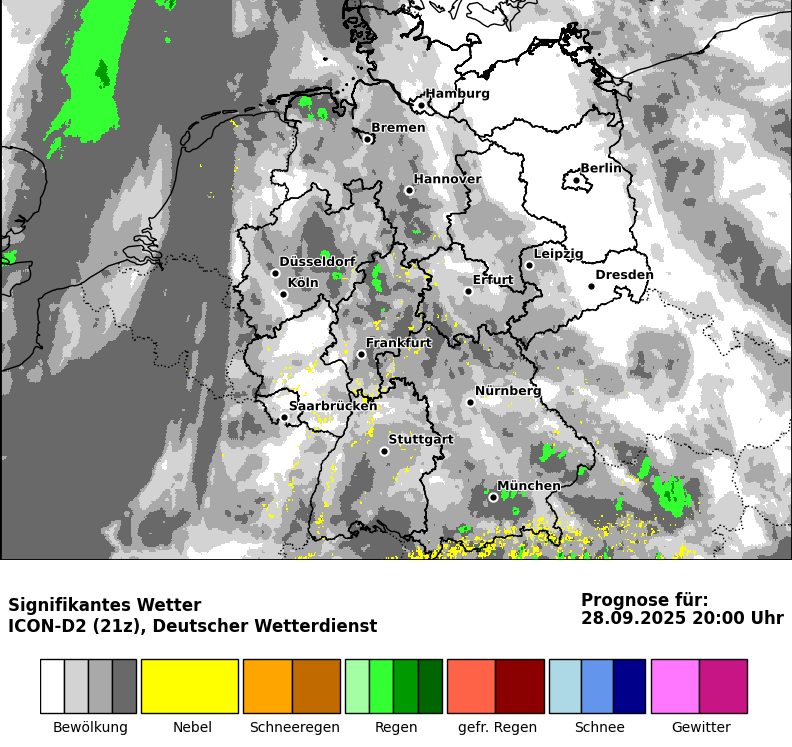 Hamburg
Bremen
Berlin
Hannover
Leipzig
Düsseldorf
Dresden
Köln
Erfurt
Frankfurt
Nürnberg
Saarbrücken
Stuttgart
München
Signifikantes Wetter
ICON-D2 (21z), Deutscher Wetterdienst
Prognose für:
28.09.2025 20:00 Uhr
Bewölkung
Nebel
Schneeregen
Regen
gefr. Regen
Schnee
Gewitter